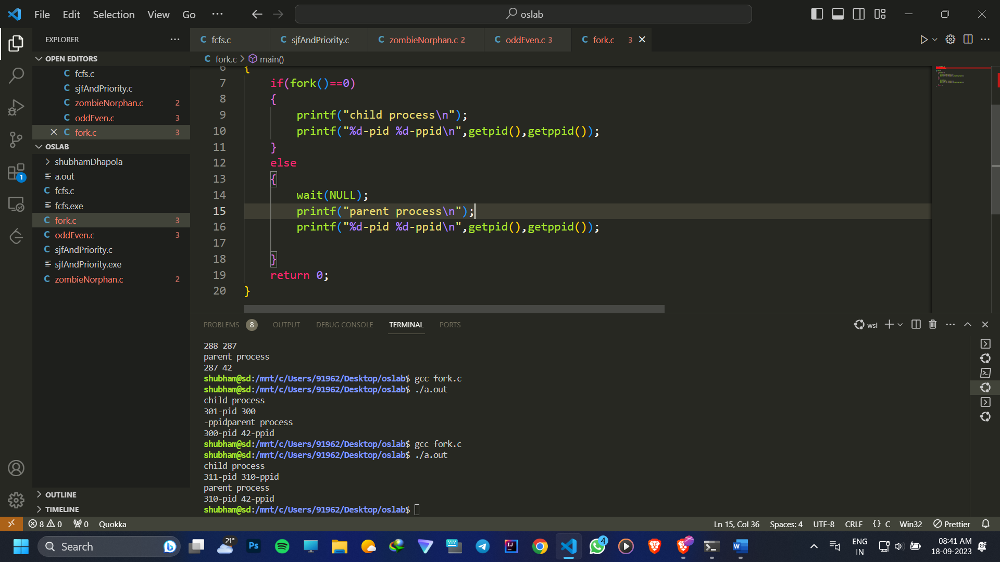 File Edit Selection View Go ··· oslab
EXPLORER
OPEN EDITORS
fcfs.c
sjfAndPriority.c
zombieNorphan.c 2
oddEven.c 3
fork.c 3
OSLAB
shubhamDhapola
a.out
fcfs.c
fcfs.exe
fork.c 3
oddEven.c 3
sjfAndPriority.c
sjfAndPriority.exe
zombieNorphan.c 2
OUTLINE
TIMELINE
1
fcfs.c sjfAndPriority.c zombieNorphan.c 2 oddEven.c 3 fork.c 3
fork.c > main()
6 {
7 if(fork()==0)
8 {
9 printf("child process\n");
10 printf("%d-pid %d-ppid\n",getpid(),getppid());
11 }
12 else
13 {
14 wait(NULL);
15 printf("parent process\n");
16 printf("%d-pid %d-ppid\n",getpid(),getppid());
17
18 }
19 return 0;
20 }
PROBLEMS 8 OUTPUT DEBUG CONSOLE TERMINAL PORTS wsl
288 287
parent process
287 42
shubham@sd:/mnt/c/Users/91962/Desktop/oslab$ gcc fork.c
shubham@sd:/mnt/c/Users/91962/Desktop/oslab$ ./a.out
child process
301-pid 300
-ppidparent process
300-pid 42-ppid
shubham@sd:/mnt/c/Users/91962/Desktop/oslab$ gcc fork.c
shubham@sd:/mnt/c/Users/91962/Desktop/oslab$ ./a.out
child process
311-pid 310-ppid
parent process
310-pid 42-ppid
shubham@sd:/mnt/c/Users/91962/Desktop/oslab$
8 0 0 Quokka Ln 15, Col 36 Spaces: 4 UTF-8 CRLF {} C Win32 Prettier
Search 21° Ps IJ 4 W ENG 08:41 AM
IN 18-09-2023